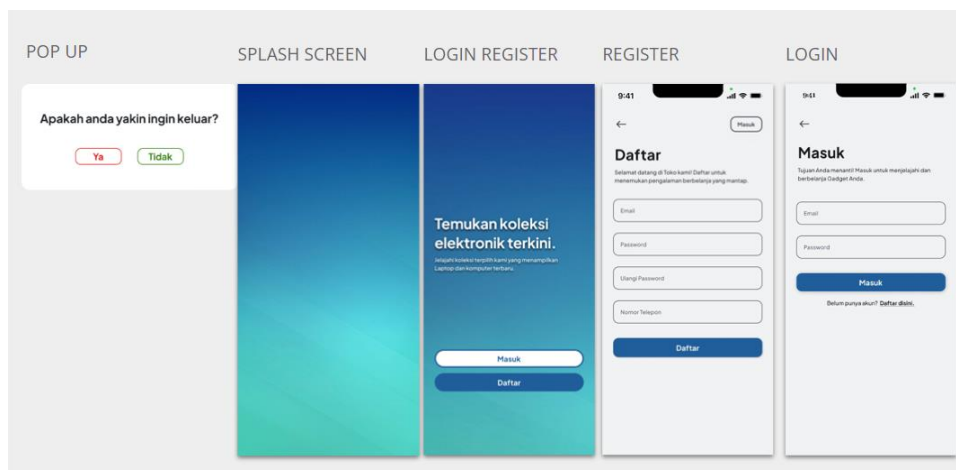 POP UP
SPLASH SCREEN
LOGIN REGISTER
REGISTER
LOGIN
Apakah anda yakin ingin keluar?
Ya
Tidak
Temukan koleksi
elektronik terkini.
Jelajahi koleksi terpilih kami yang menampilkan
Laptop dan komputer terbaru.
Masuk
Daftar
9:41
Masuk
Daftar
Selamat datang di Toko kami! Daftar untuk
menemukan pengalaman berbelanja yang mantap.
Email
Password
Ulangi Password
Nomor Telepon
Daftar
9:41
Masuk
Tujuan Anda menanti! Masuk untuk menjelajahi dan
berbelanja Gadget Anda.
Email
Password
Masuk
Belum punya akun? Daftar disini.